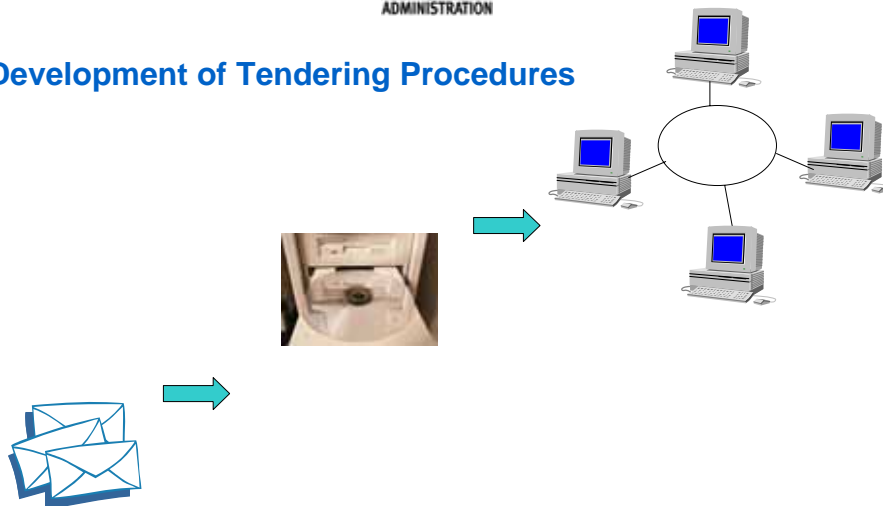 ADMINISTRATION
Development of Tendering Procedures